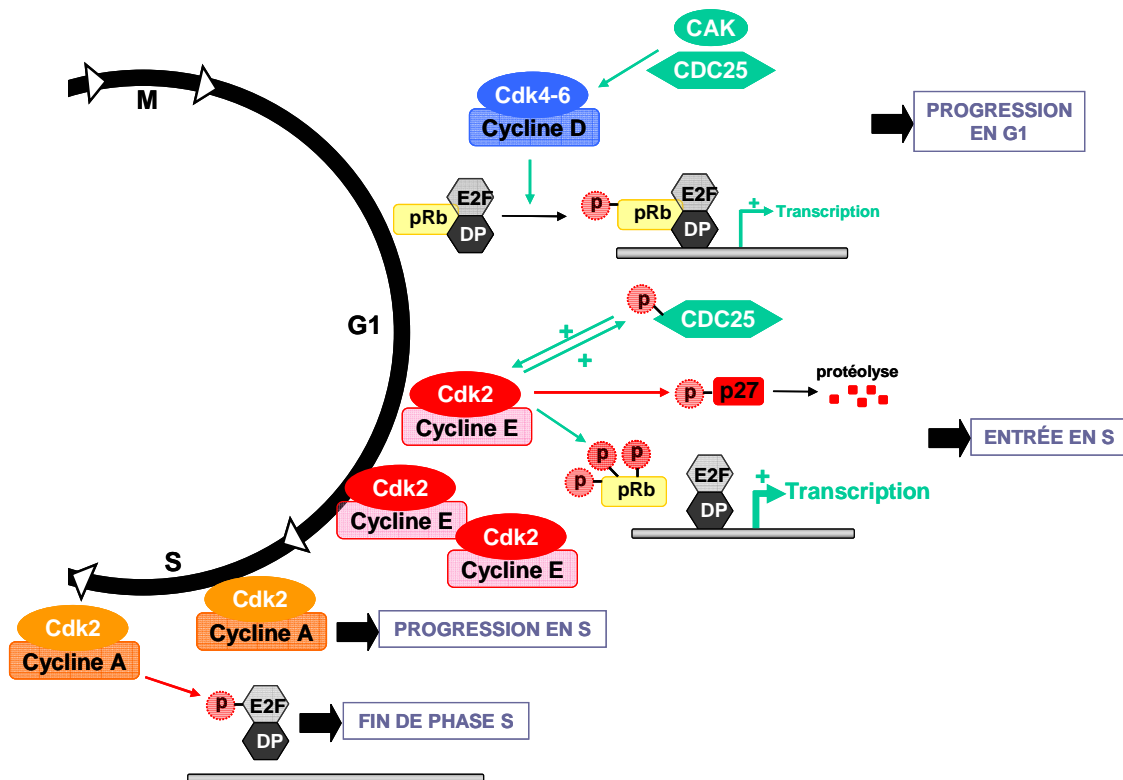 CAK
CDC25
Cdk4-6
Cycline D
PROGRESSION
EN G1
M
E2F
pRb
DP
p
E2F
pRb
DP
+
Transcription
G1
p
CDC25
+
+
Cdk2
Cycline E
p
p27
protéolyse
ENTRÉE EN S
p
p
p
pRb
E2F
DP
+
Transcription
Cdk2
Cycline E
Cdk2
Cycline E
S
Cdk2
Cycline A
PROGRESSION EN S
Cdk2
Cycline A
p
E2F
DP
FIN DE PHASE S